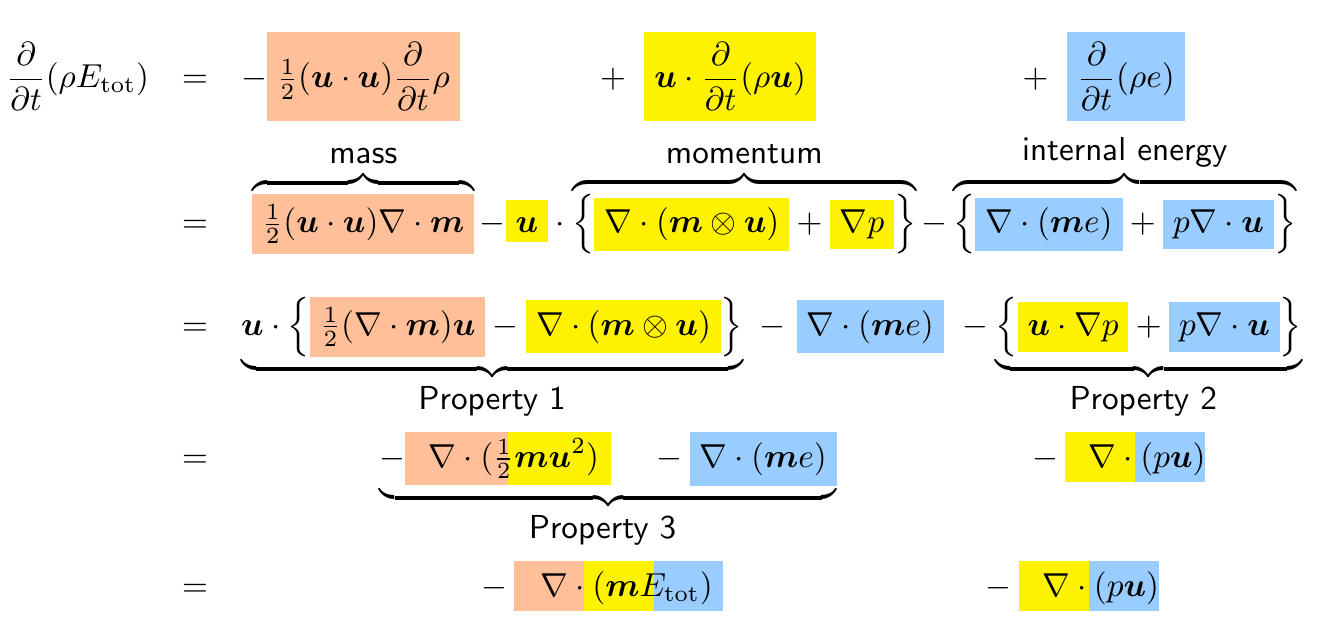 ∂/∂t (ρE_tot) = − ½(u · u) ∂/∂t ρ + u · ∂/∂t (ρu) + ∂/∂t (ρe)
mass momentum internal energy
= ½(u · u)∇ · m − u · {∇ · (m ⊗ u) + ∇p} − {∇ · (me) + p∇ · u}
= u · {½(∇ · m)u − ∇ · (m ⊗ u)} − ∇ · (me) − {u · ∇p + p∇ · u}
Property 1 Property 2
= − ∇ · (½mu²) − ∇ · (me) − ∇ · (pu)
Property 3
= − ∇ · (mE_tot) − ∇ · (pu)